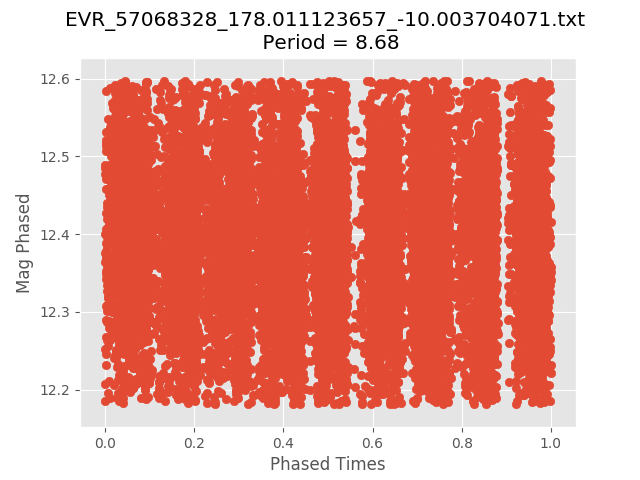 EVR_57068328_178.011123657_-10.003704071.txt
Period = 8.68
12.6
12.5
12.4
12.3
12.2
Mag Phased
0.0 0.2 0.4 0.6 0.8 1.0
Phased Times